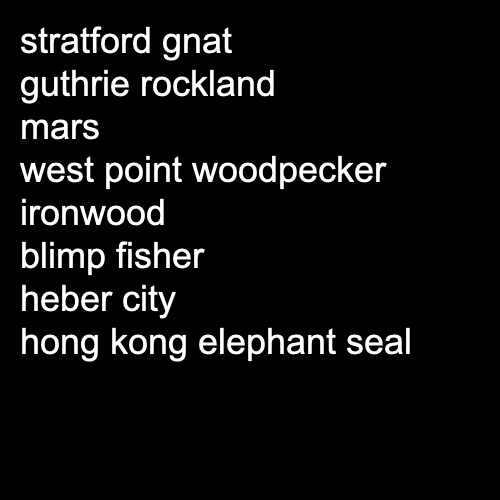 stratford gnat
guthrie rockland
mars
west point woodpecker
ironwood
blimp fisher
heber city
hong kong elephant seal